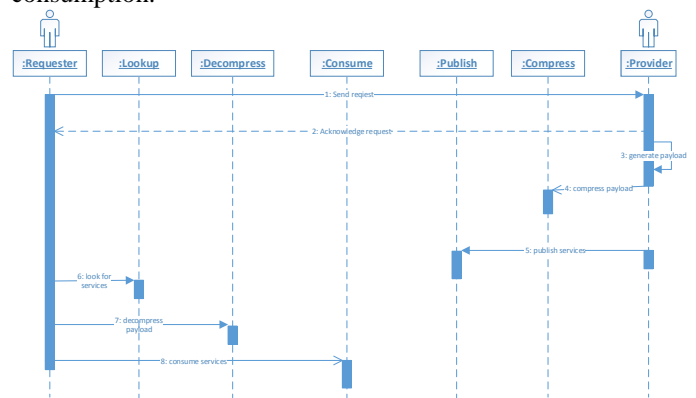 consumption.
:Requester :Lookup :Decompress :Consume :Publish :Compress :Provider
1: Send reqiest
2: Acknowledge request
3: generate payload
4: compress payload
5: publish services
6: look for
services
7: decompress
payload
8: consume services